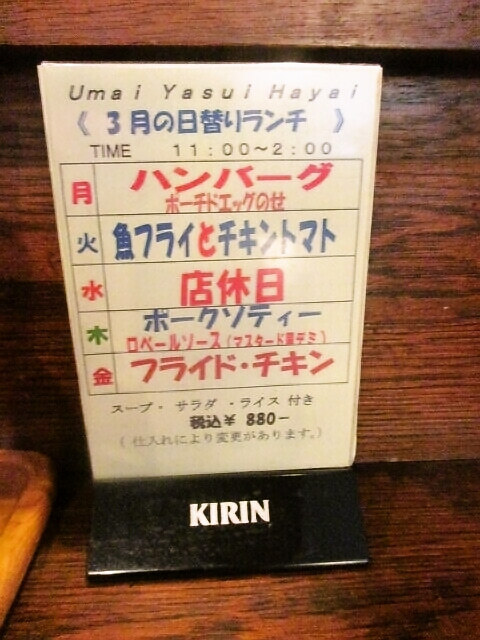 Umai Yasui Hayai
《 3月の日替りランチ 》
TIME 11:00～2:00
月 ハンバーグ
ポーチドエッグのせ
火 魚フライとチキントマト
水 店休日
木 ポークソティー
ロベールソース(マスタード風デミ)
金 フライド・チキン
スープ・ サラダ ・ライス 付き
税込¥ 880-
( 仕入れにより変更があります。)
KIRIN